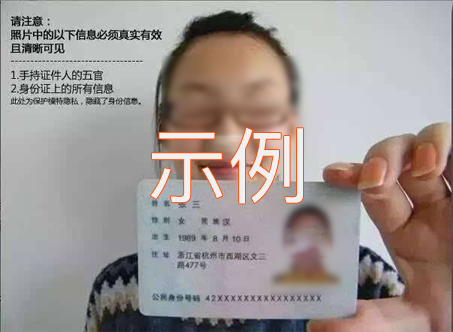 请注意：
照片中的以下信息必须真实有效
且清晰可见
--------------------------------
1.手持证件人的五官
2.身份证上的所有信息
此处为保护模特隐私，隐藏了身份信息。
示例
姓 名 张 三
性 别 女 民 族 汉
出 生 1989 年 8 月 10 日
住 址 浙江省杭州市西湖区文三
路477号
公民身份号码 42XXXXXXXXXXXXXXXX